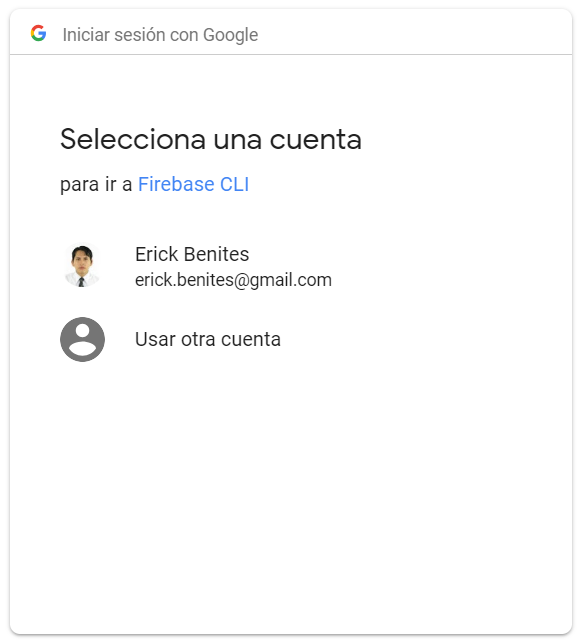 Iniciar sesión con Google
Selecciona una cuenta
para ir a Firebase CLI
Erick Benites
erick.benites@gmail.com
Usar otra cuenta